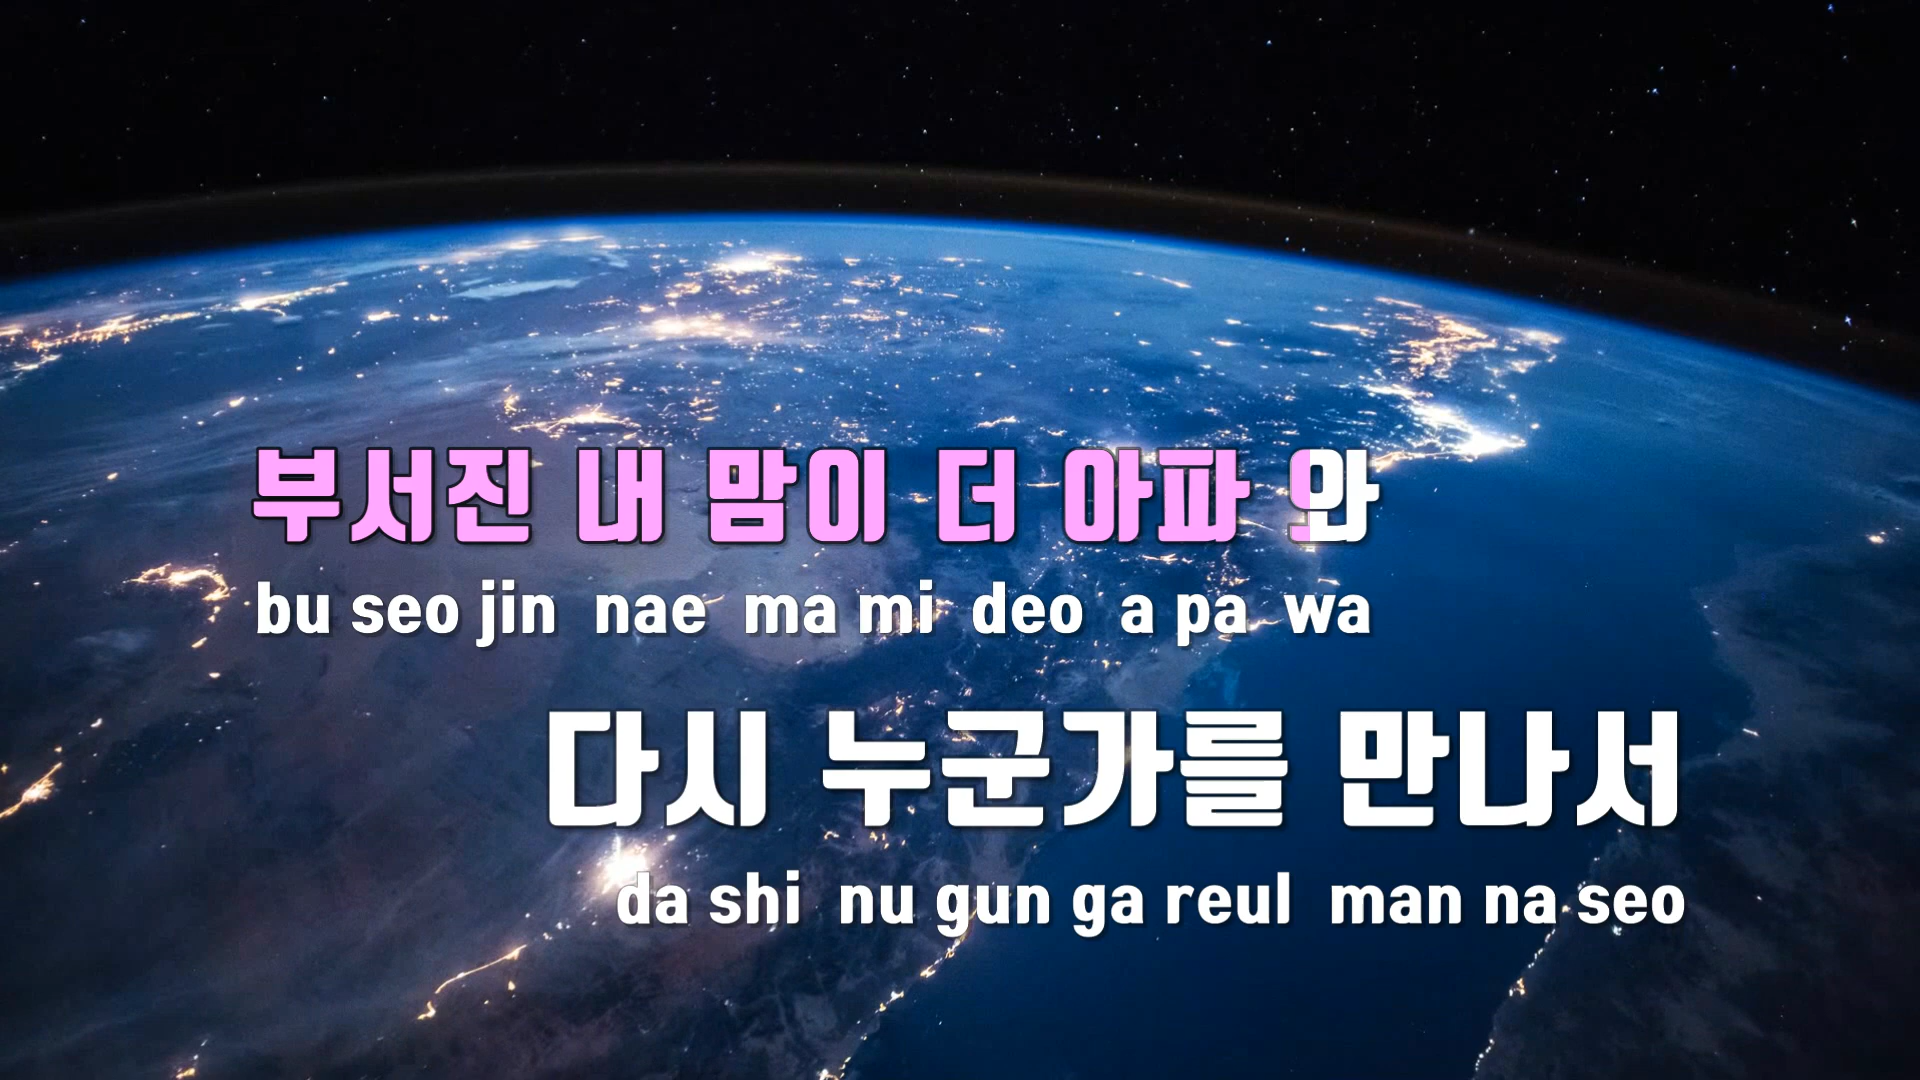 부서진 내 맘이 더 아파 와
bu seo jin nae ma mi deo a pa wa
다시 누군가를 만나서
da shi nu gun ga reul man na seo